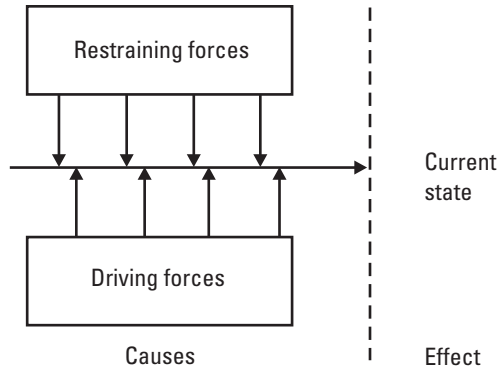 Restraining forces
Current
state
Driving forces
Causes
Effect